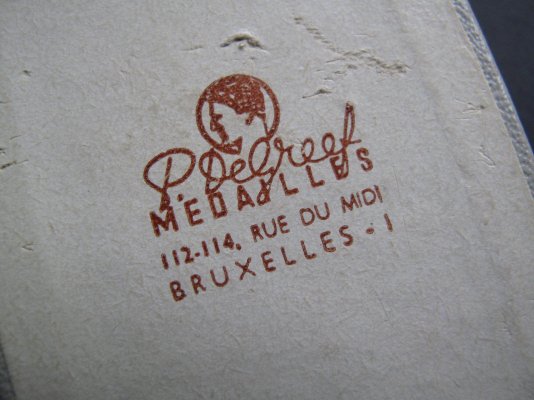 P. DeGreef
MEDAILLES
112-114, RUE DU MIDI
BRUXELLES - 1